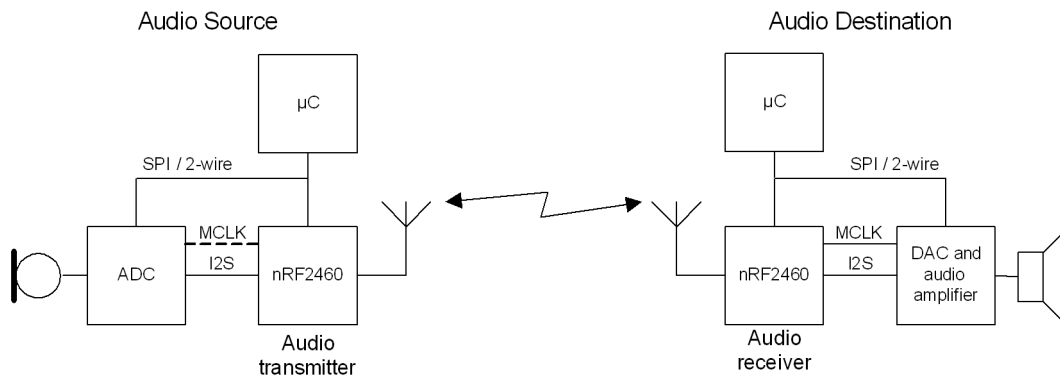 Audio Source
Audio Destination
µC
µC
SPI / 2-wire
SPI / 2-wire
MCLK
MCLK
ADC
I2S
nRF2460
nRF2460
I2S
DAC and
audio
amplifier
Audio
transmitter
Audio
receiver